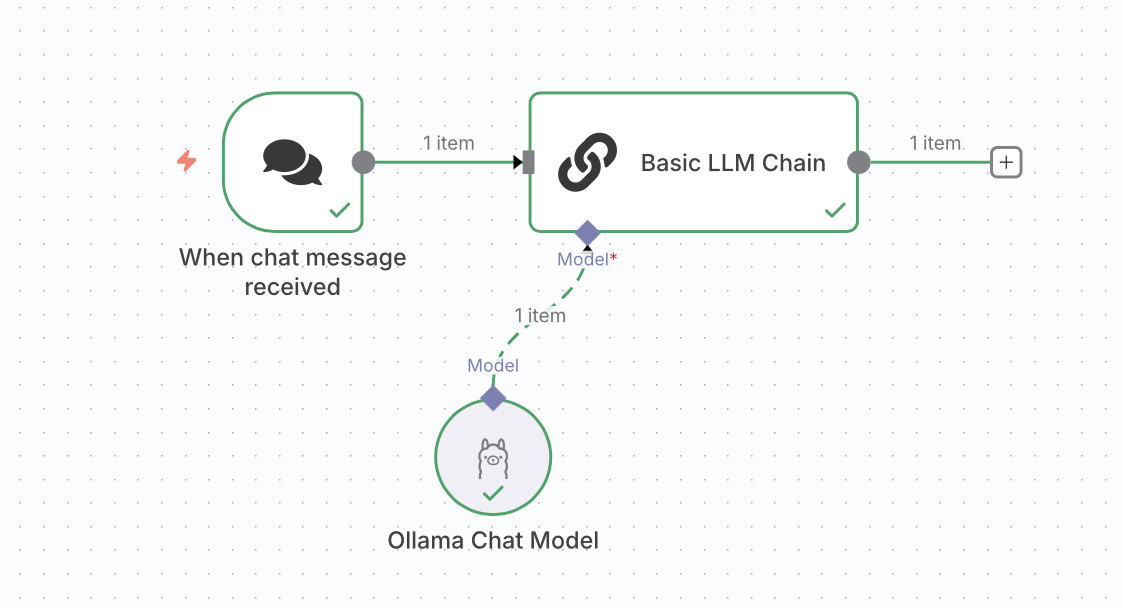 1 item
1 item
Basic LLM Chain
When chat message
received
Model*
1 item
Model
Ollama Chat Model